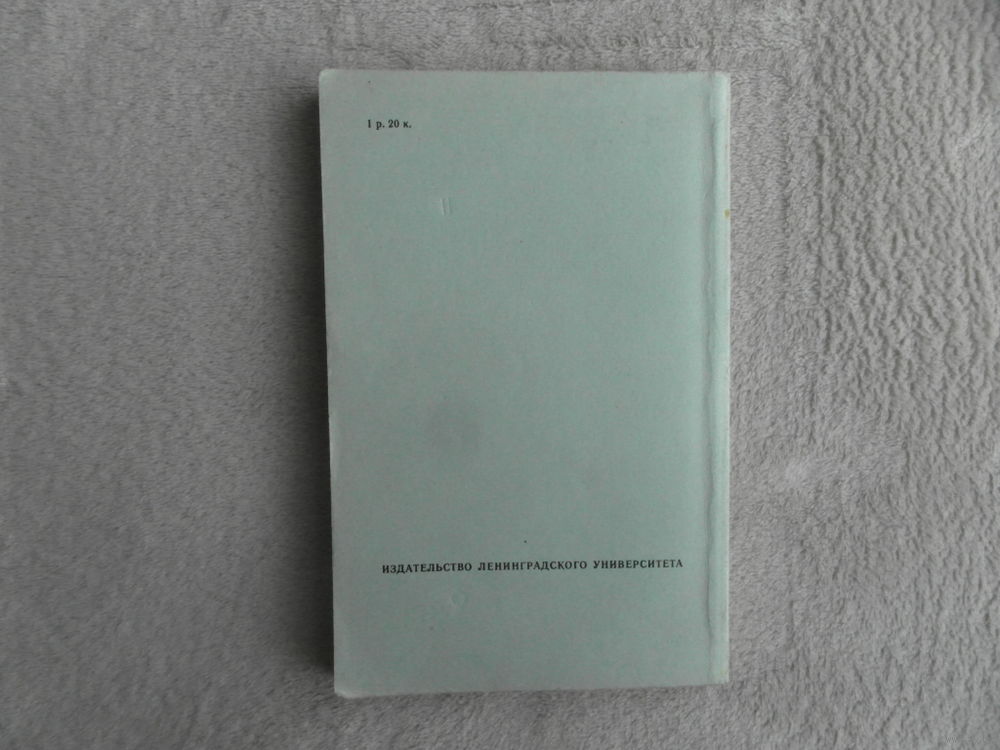 1 р. 20 к.
ИЗДАТЕЛЬСТВО ЛЕНИНГРАДСКОГО УНИВЕРСИТЕТА